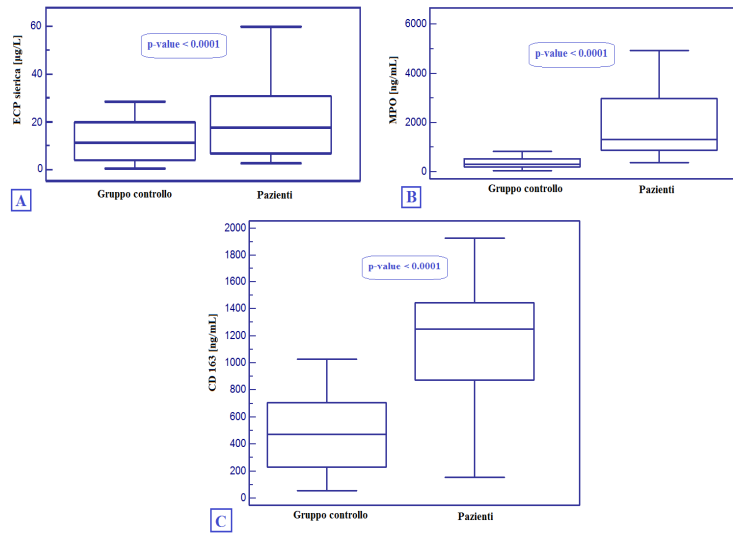 ECP sierica [µg/L]
60
40
20
0
p-value < 0.0001
Gruppo controllo
Pazienti
A
MPO [ng/mL]
6000
4000
2000
0
p-value < 0.0001
Gruppo controllo
Pazienti
B
CD 163 [ng/mL]
2000
1800
1600
1400
1200
1000
800
600
400
200
0
p-value < 0.0001
Gruppo controllo
Pazienti
C